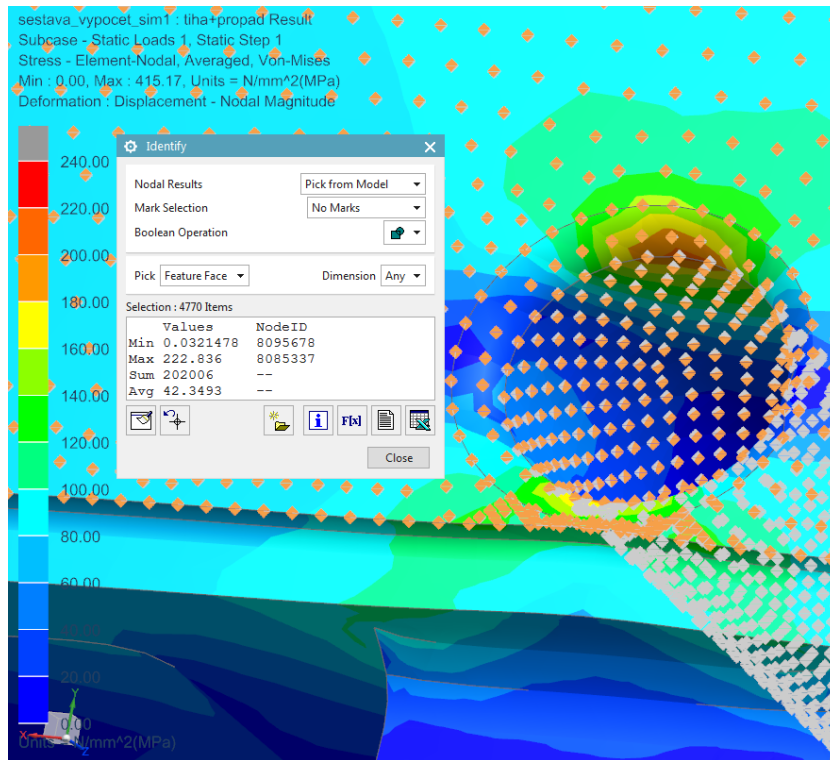 sestava_vypocet_sim1 : tiha+propad Result
Subcase - Static Loads 1, Static Step 1
Stress - Element-Nodal, Averaged, Von-Mises
Min : 0.00, Max : 415.17, Units = N/mm^2(MPa)
Deformation : Displacement - Nodal Magnitude
Identify
Nodal Results Pick from Model
Mark Selection No Marks
Boolean Operation
Pick Feature Face Dimension Any
Selection : 4770 Items
Values NodeID
Min 0.0321478 8095678
Max 222.836 8085337
Sum 202006 --
Avg 42.3493 --
i F[x]
Close
240.00
220.00
200.00
180.00
160.00
140.00
120.00
100.00
80.00
60.00
40.00
20.00
0.00
Y
X
Z
Units = N/mm^2(MPa)